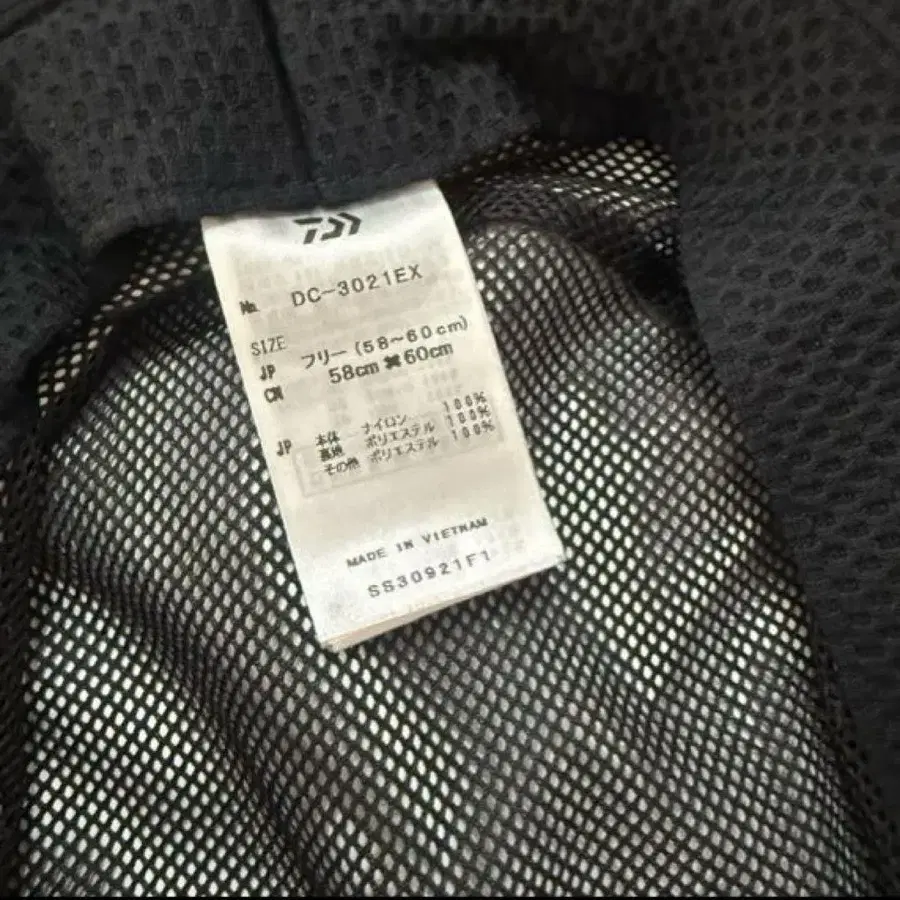 № DC-3021EX
SIZE
JP フリー(58~60cm)
CN 58cm✖60cm
JP 本体 ナイロン 100%
裏地 ポリエステル 100%
その他 ポリエステル 100%
MADE IN VIETNAM
SS30921F1